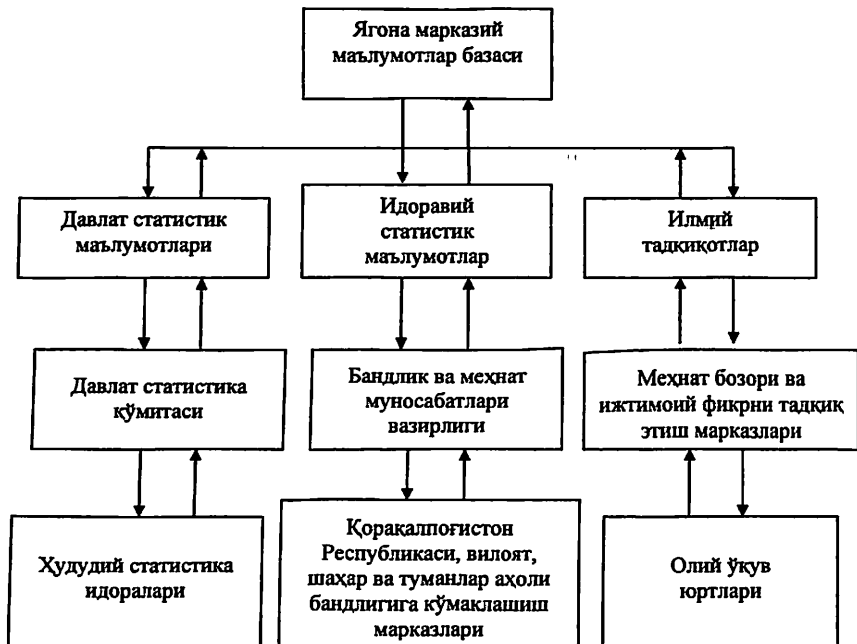 Ягона марказий
маълумотлар базаси
Давлат статистик
маълумотлари
Идоравий
статистик
маълумотлар
Илмий
тадқиқотлар
Давлат статистика
қўмитаси
Бандлик ва меҳнат
муносабатлари
вазирлиги
Меҳнат бозори ва
ижтимоий фикрни тадқиқ
этиш марказлари
Ҳудудий статистика
идоралари
Қорақалпоғистон
Республикаси, вилоят,
шаҳар ва туманлар аҳоли
бандлигига кўмаклашиш
марказлари
Олий ўқув
юртлари